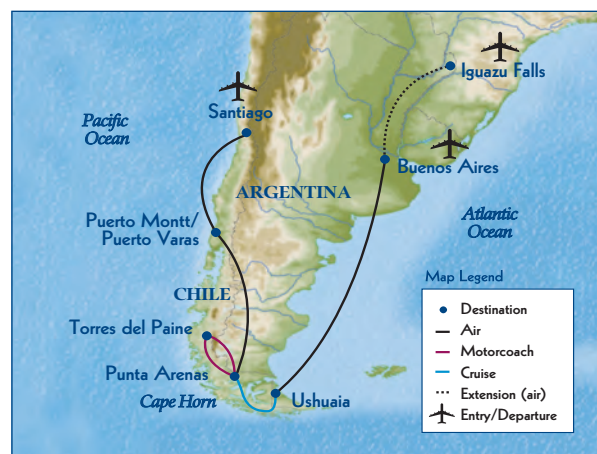 Iguazu Falls
Santiago
Pacific
Ocean
Buenos Aires
ARGENTINA
Puerto Montt/
Puerto Varas
Atlantic
Ocean
CHILE
Torres del Paine
Punta Arenas
Cape Horn
Ushuaia
Map Legend
Destination
Air
Motorcoach
Cruise
Extension (air)
Entry/Departure